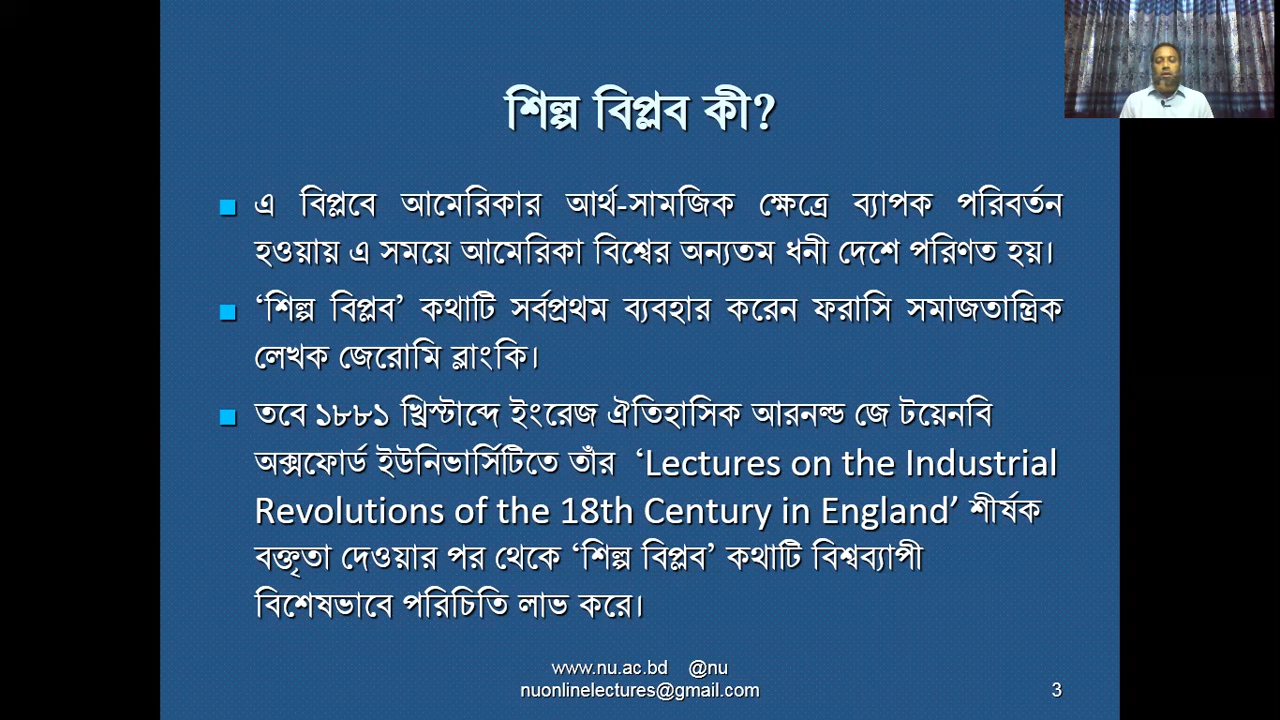 শিল্প বিপ্লব কী?
এ বিপ্লবে আমেরিকার আর্থ-সামজিক ক্ষেত্রে ব্যাপক পরিবর্তন
হওয়ায় এ সময়ে আমেরিকা বিশ্বের অন্যতম ধনী দেশে পরিণত হয়।
‘শিল্প বিপ্লব’ কথাটি সর্বপ্রথম ব্যবহার করেন ফরাসি সমাজতান্ত্রিক
লেখক জেরোমি ব্লাংকি।
তবে ১৮৮১ খ্রিস্টাব্দে ইংরেজ ঐতিহাসিক আরনল্ড জে টয়েনবি
অক্সফোর্ড ইউনিভার্সিটিতে তাঁর ‘Lectures on the Industrial
Revolutions of the 18th Century in England’ শীর্ষক
বক্তৃতা দেওয়ার পর থেকে ‘শিল্প বিপ্লব’ কথাটি বিশ্বব্যাপী
বিশেষভাবে পরিচিতি লাভ করে।
www.nu.ac.bd @nu
nuonlinelectures@gmail.com
3